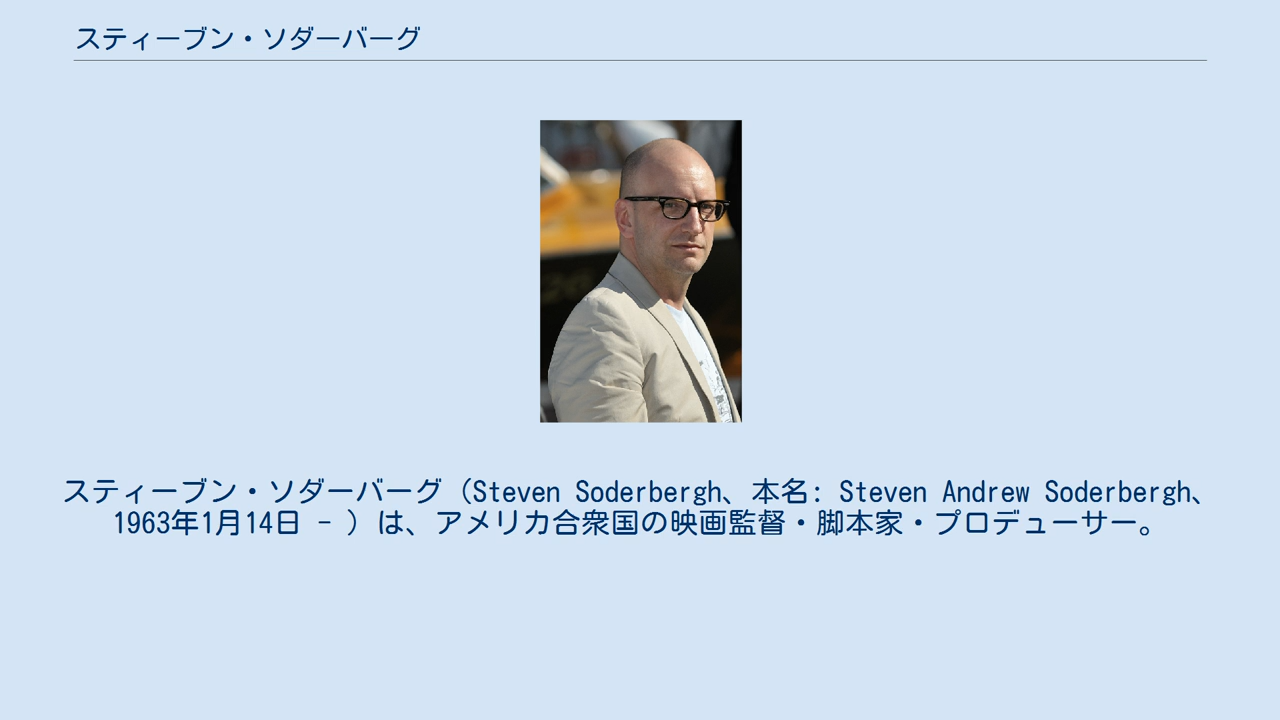 スティーブン・ソダーバーグ
スティーブン・ソダーバーグ（Steven Soderbergh、本名: Steven Andrew Soderbergh、
1963年1月14日 - ）は、アメリカ合衆国の映画監督・脚本家・プロデューサー。